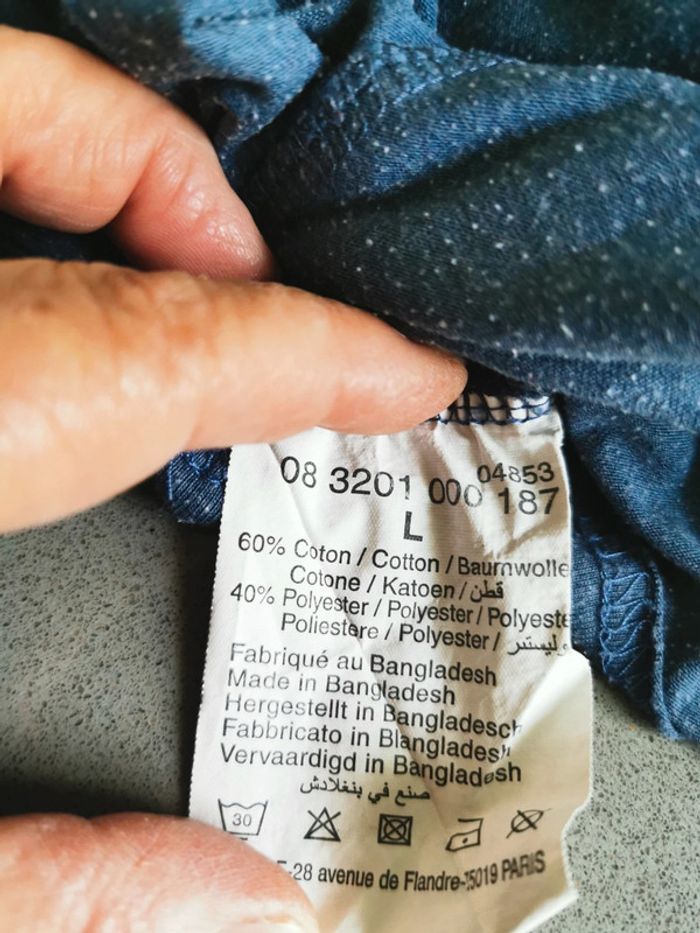 04853
08 3201 000 187
L
60% Coton / Cotton / Baumwolle
Cotone / Katoen / قطن
40% Polyester / Polyester / Polyeste
Poliestere / Polyester / وليستر
Fabriqué au Bangladesh
Made in Bangladesh
Hergestellt in Bangladesch
Fabbricato in Blangladesh
Vervaardigd in Bangladesh
صنع في بنغلادش
30
-28 avenue de Flandre-75019 PARIS